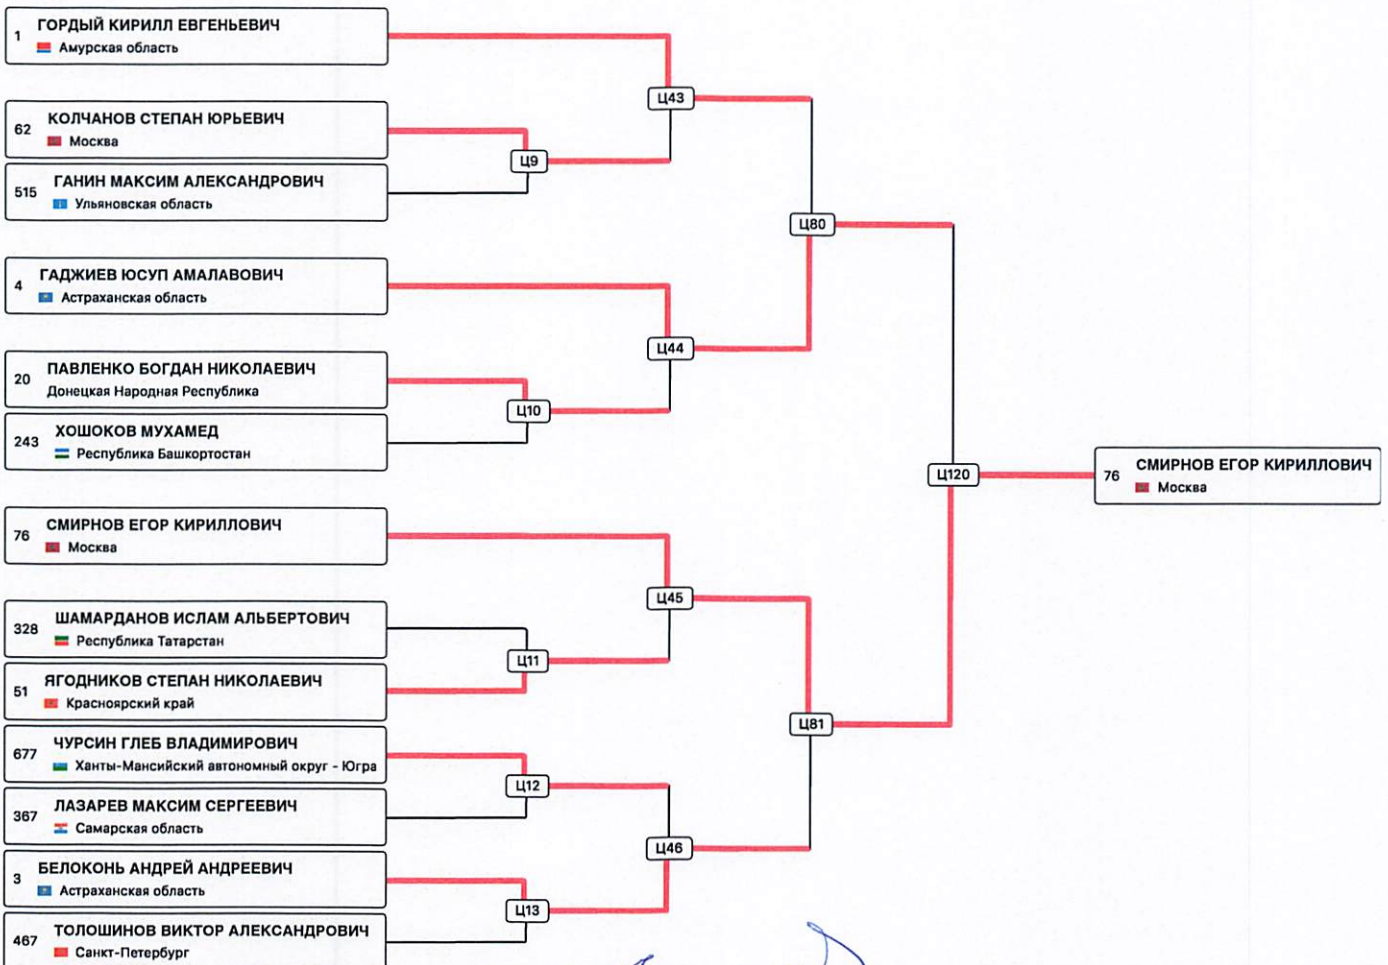 1 ГОРДЫЙ КИРИЛЛ ЕВГЕНЬЕВИЧ
Амурская область
62 КОЛЧАНОВ СТЕПАН ЮРЬЕВИЧ
Москва
515 ГАНИН МАКСИМ АЛЕКСАНДРОВИЧ
Ульяновская область
4 ГАДЖИЕВ ЮСУП АМАЛАВОВИЧ
Астраханская область
20 ПАВЛЕНКО БОГДАН НИКОЛАЕВИЧ
Донецкая Народная Республика
243 ХОШОКОВ МУХАМЕД
Республика Башкортостан
76 СМИРНОВ ЕГОР КИРИЛЛОВИЧ
Москва
328 ШАМАРДАНОВ ИСЛАМ АЛЬБЕРТОВИЧ
Республика Татарстан
51 ЯГОДНИКОВ СТЕПАН НИКОЛАЕВИЧ
Красноярский край
677 ЧУРСИН ГЛЕБ ВЛАДИМИРОВИЧ
Ханты-Мансийский автономный округ - Югра
367 ЛАЗАРЕВ МАКСИМ СЕРГЕЕВИЧ
Самарская область
3 БЕЛОКОНЬ АНДРЕЙ АНДРЕЕВИЧ
Астраханская область
467 ТОЛОШИНОВ ВИКТОР АЛЕКСАНДРОВИЧ
Санкт-Петербург
Ц9
Ц10
Ц11
Ц12
Ц13
Ц43
Ц44
Ц45
Ц46
Ц80
Ц81
Ц120
76 СМИРНОВ ЕГОР КИРИЛЛОВИЧ
Москва